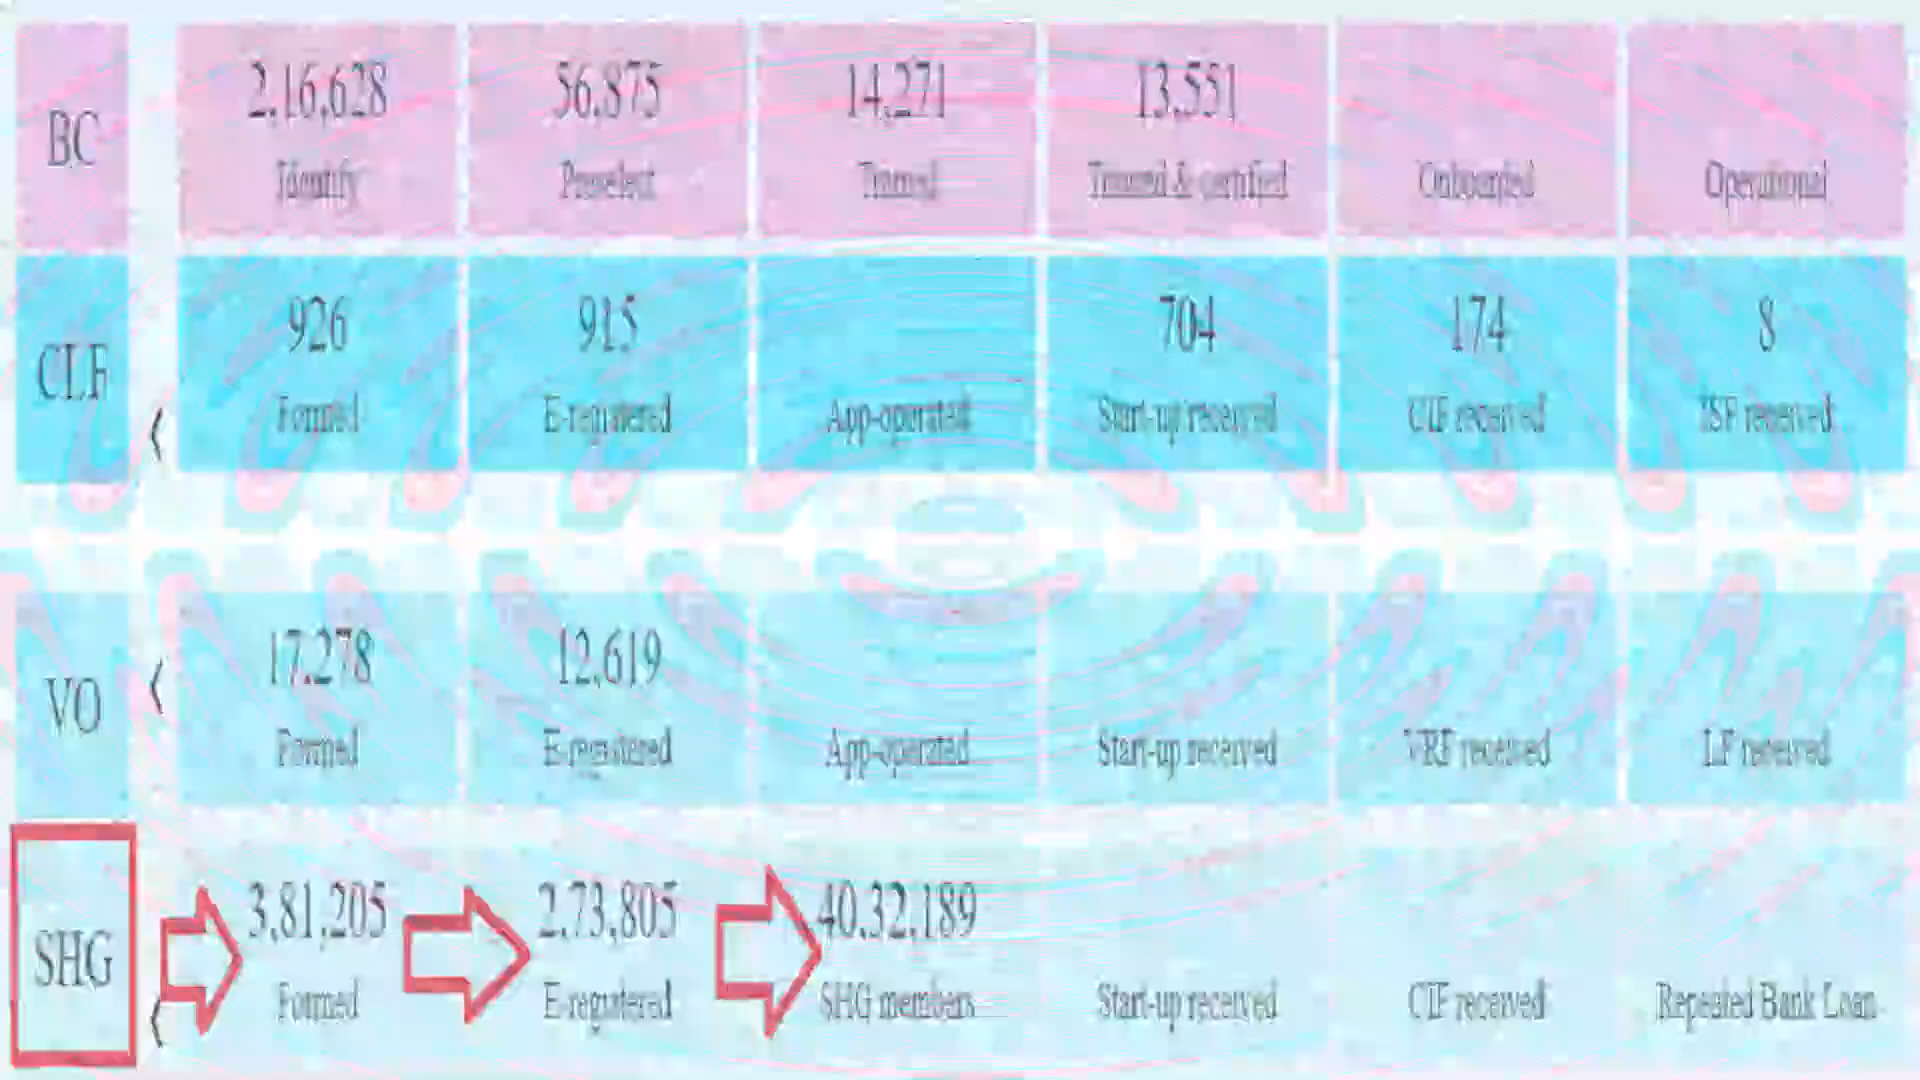 BC
2,16,628 56,875 14,271 13,551
Identify Preselect Trained Trained & certified Onboarded Operational
CLF
926 915 704 174 8
Formed E-registered App-operated Start-up received CIF received ISF received
VO
17,278 12,619
Formed E-registered App-operated Start-up received VRF received LF received
SHG
3,81,205 2,73,805 40,32,189
Formed E-registered SHG members Start-up received CIF received Repeated Bank Loan